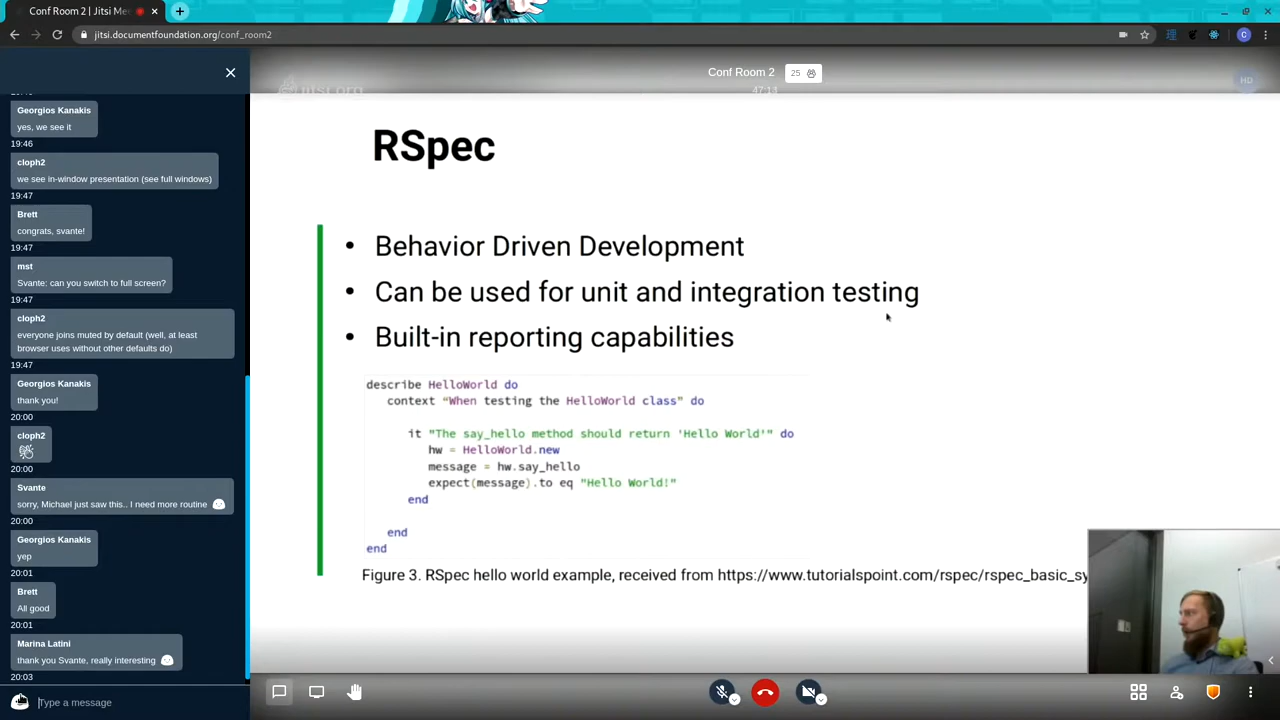 Conf Room 2 | Jitsi Me
jitsi.documentfoundation.org/conf_room2
Georgios Kanakis
yes, we see it
19:46
cloph2
we see in-window presentation (see full windows)
19:47
Brett
congrats, svante!
19:47
mst
Svante: can you switch to full screen?
19:47
cloph2
everyone joins muted by default (well, at least
browser uses without other defaults do)
19:47
Georgios Kanakis
thank you!
20:00
cloph2
20:00
Svante
sorry, Michael just saw this.. I need more routine
20:00
Georgios Kanakis
yep
20:01
Brett
All good
20:01
Marina Latini
thank you Svante, really interesting
20:03
Type a message
Conf Room 2
25
47:13
jitsi.org
HD
RSpec
• Behavior Driven Development
• Can be used for unit and integration testing
• Built-in reporting capabilities
describe HelloWorld do
context “When testing the HelloWorld class” do
it "The say_hello method should return 'Hello World'" do
hw = HelloWorld.new
message = hw.say_hello
expect(message).to eq "Hello World!"
end
end
end
Figure 3. RSpec hello world example, received from https://www.tutorialspoint.com/rspec/rspec_basic_sy